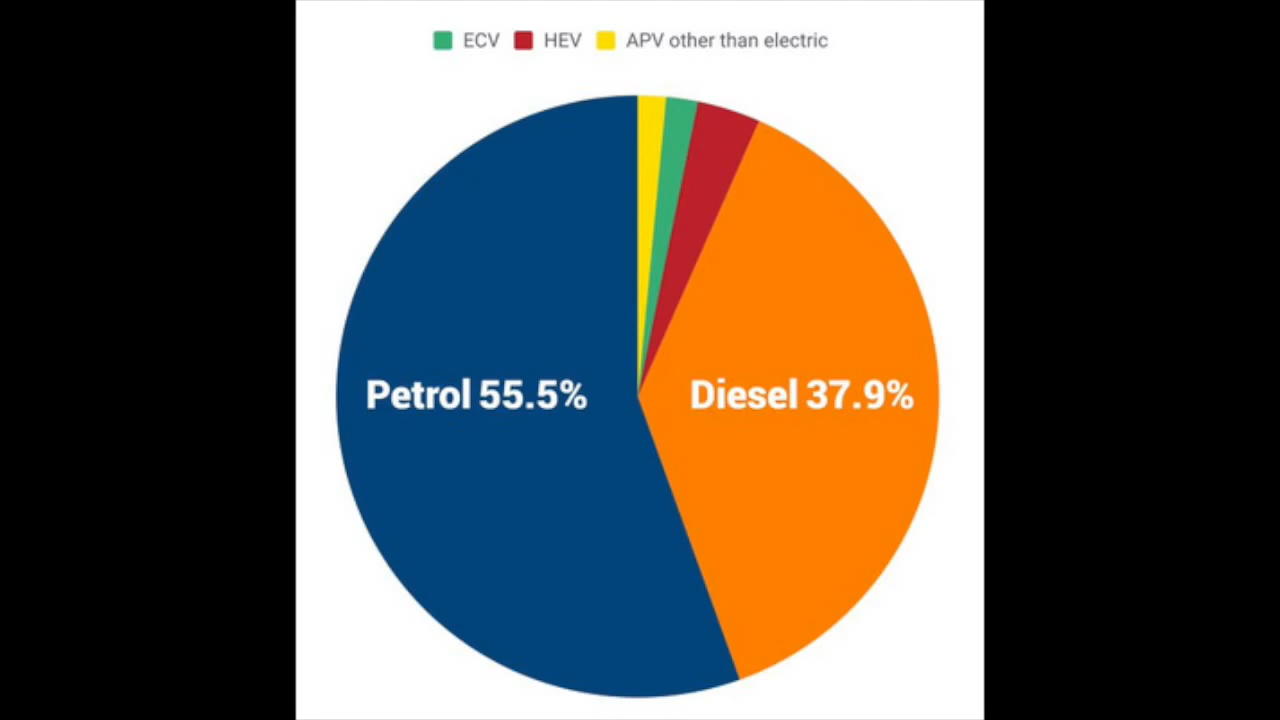 ECV HEV APV other than electric
Petrol 55.5% Diesel 37.9%